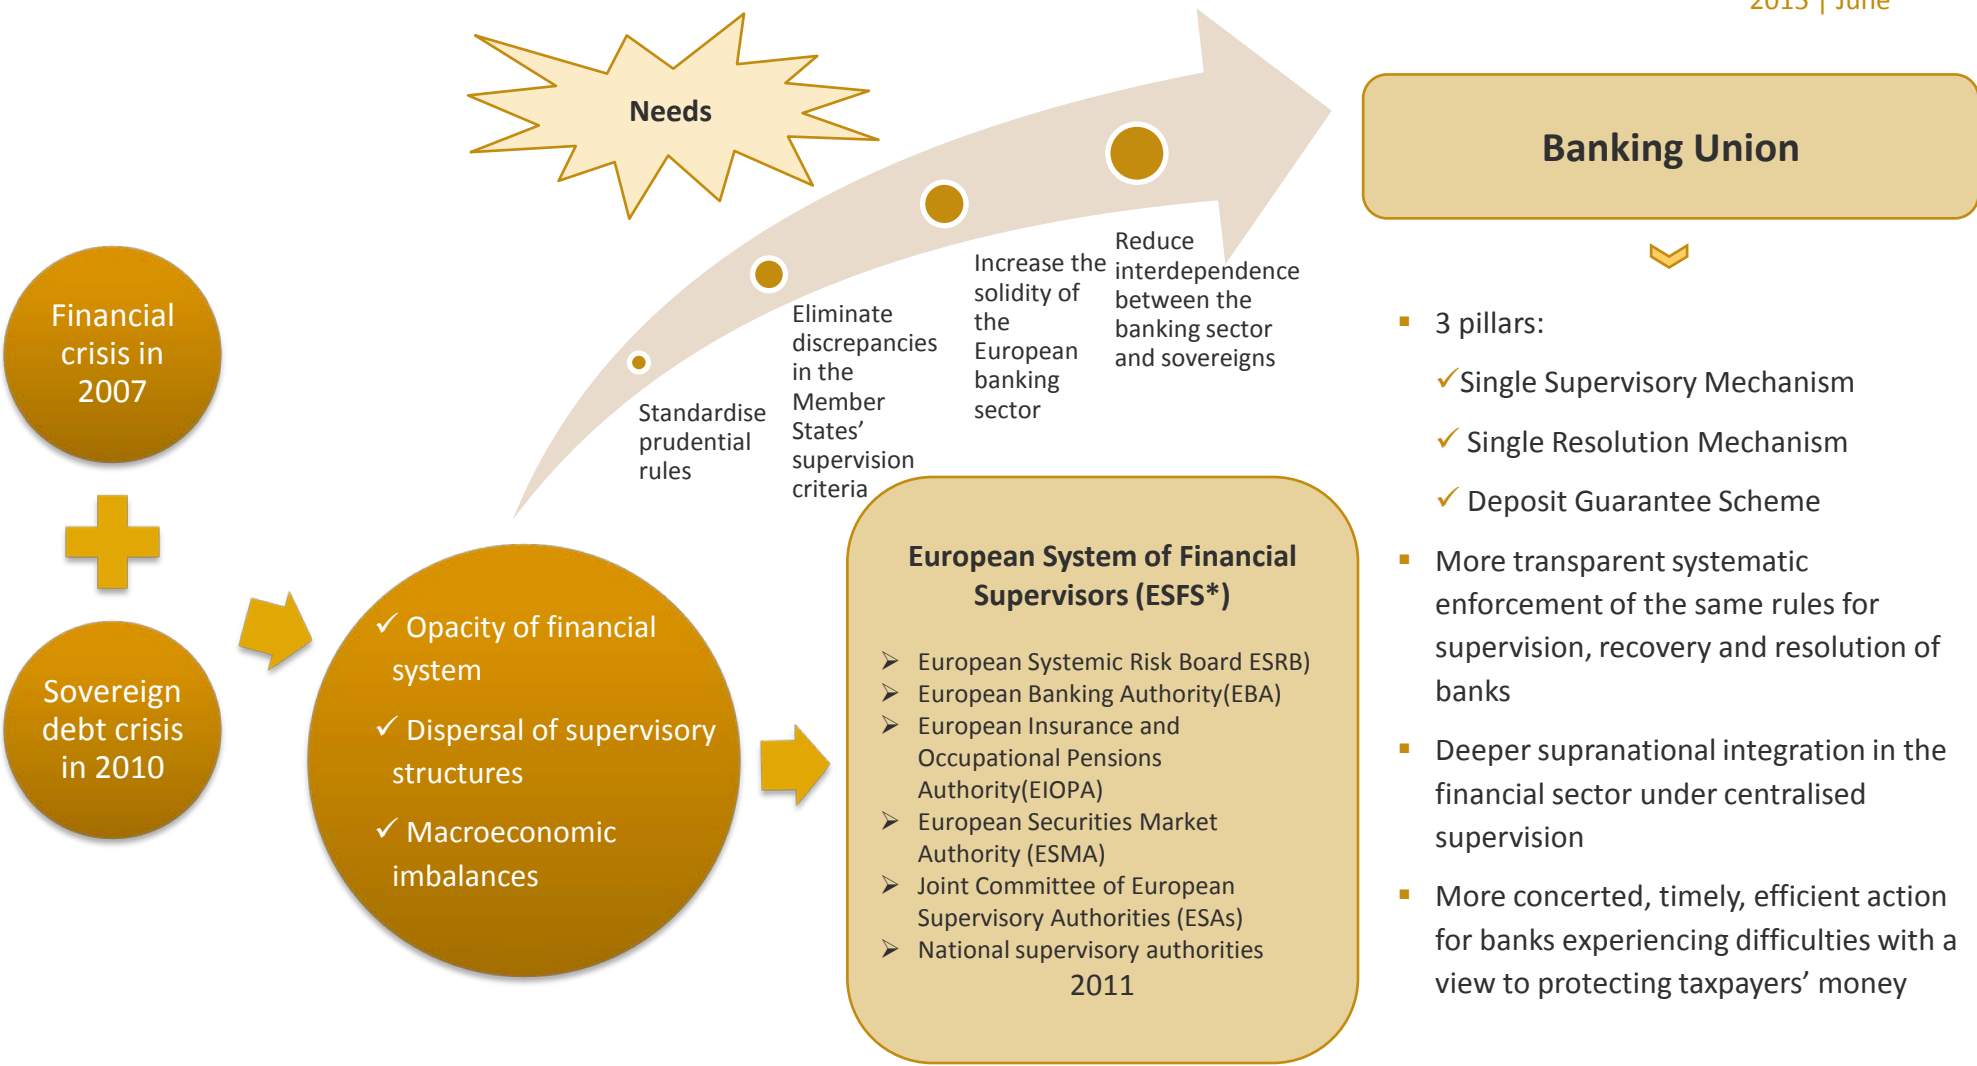 2015 | June
Needs
Banking Union
Financial
crisis in
2007
Sovereign
debt crisis
in 2010
✓ Opacity of financial
system
✓ Dispersal of supervisory
structures
✓ Macroeconomic
imbalances
Standardise
prudential
rules
Eliminate
discrepancies
in the
Member
States’
supervision
criteria
Increase the
solidity of
the
European
banking
sector
Reduce
interdependence
between the
banking sector
and sovereigns
European System of Financial
Supervisors (ESFS*)
➢ European Systemic Risk Board ESRB)
➢ European Banking Authority(EBA)
➢ European Insurance and
Occupational Pensions
Authority(EIOPA)
➢ European Securities Market
Authority (ESMA)
➢ Joint Committee of European
Supervisory Authorities (ESAs)
➢ National supervisory authorities
2011
▪ 3 pillars:
✓Single Supervisory Mechanism
✓ Single Resolution Mechanism
✓ Deposit Guarantee Scheme
▪ More transparent systematic
enforcement of the same rules for
supervision, recovery and resolution of
banks
▪ Deeper supranational integration in the
financial sector under centralised
supervision
▪ More concerted, timely, efficient action
for banks experiencing difficulties with a
view to protecting taxpayers’ money